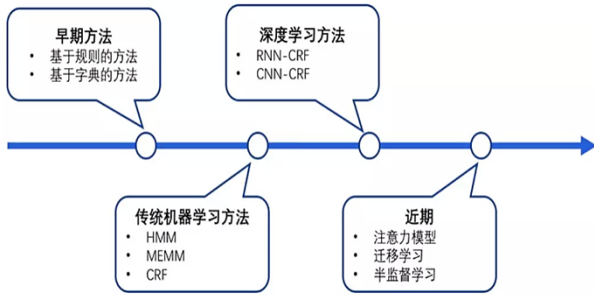 早期方法
• 基于规则的方法
• 基于字典的方法
传统机器学习方法
• HMM
• MEMM
• CRF
深度学习方法
• RNN-CRF
• CNN-CRF
近期
• 注意力模型
• 迁移学习
• 半监督学习